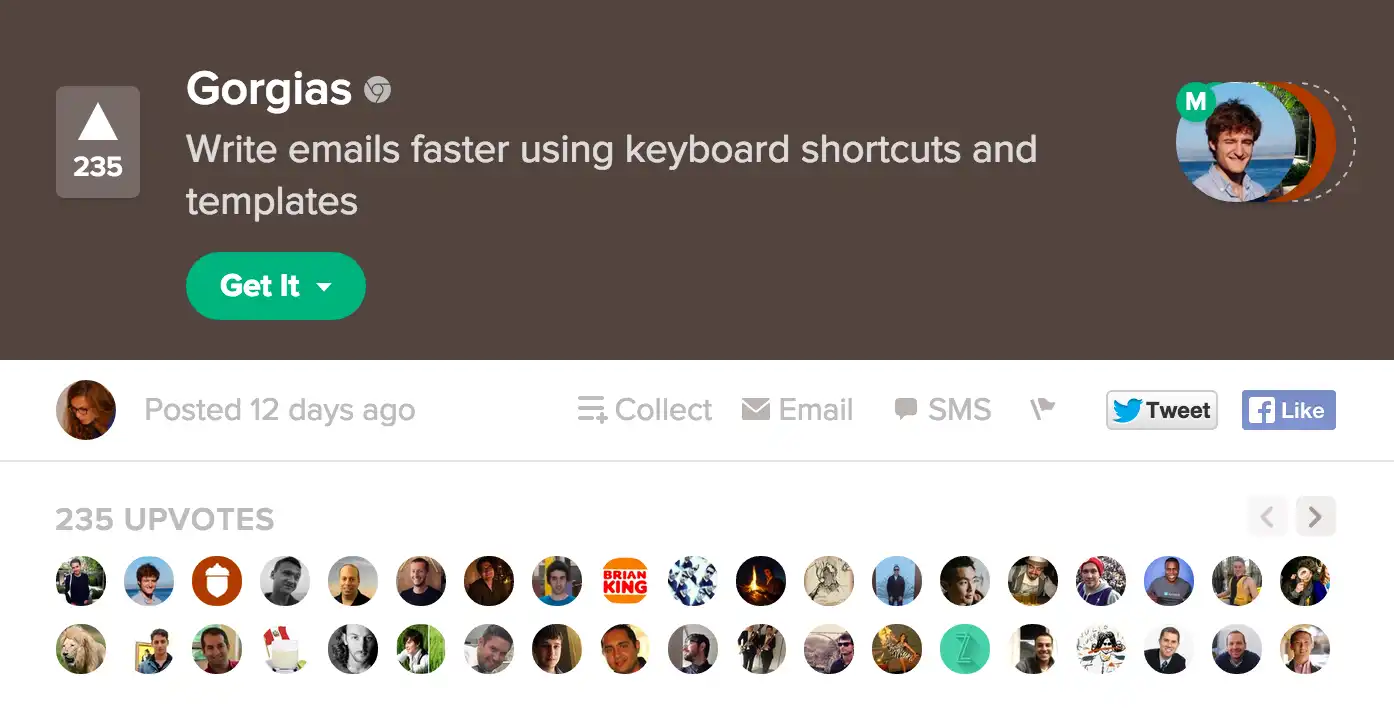 Gorgias
M
235
Write emails faster using keyboard shortcuts and
templates
Get It
Posted 12 days ago
Collect
Email
SMS
Tweet
Like
235 UPVOTES
BRIAN
KING
Z